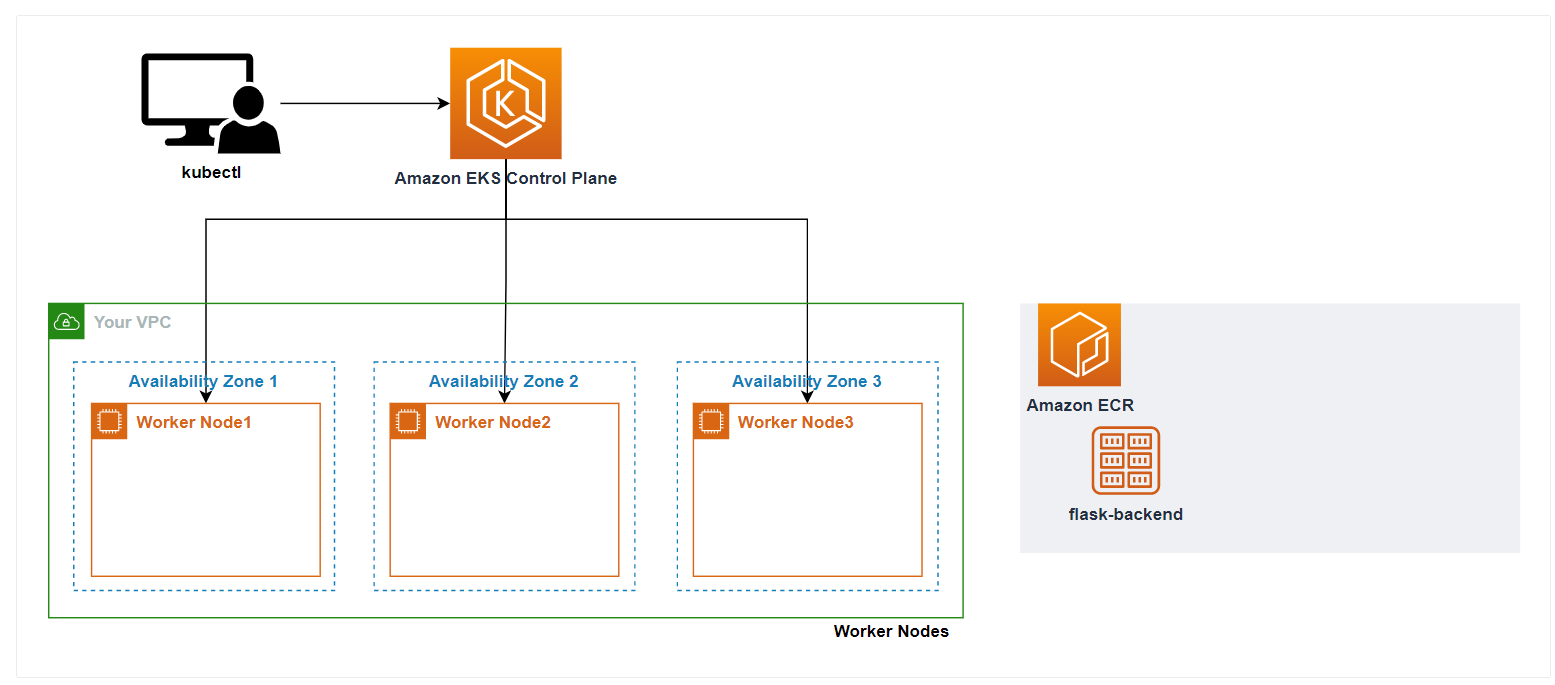 kubectl
K
Amazon EKS Control Plane
Your VPC
Availability Zone 1
Availability Zone 2
Availability Zone 3
Worker Node1
Worker Node2
Worker Node3
Worker Nodes
Amazon ECR
flask-backend